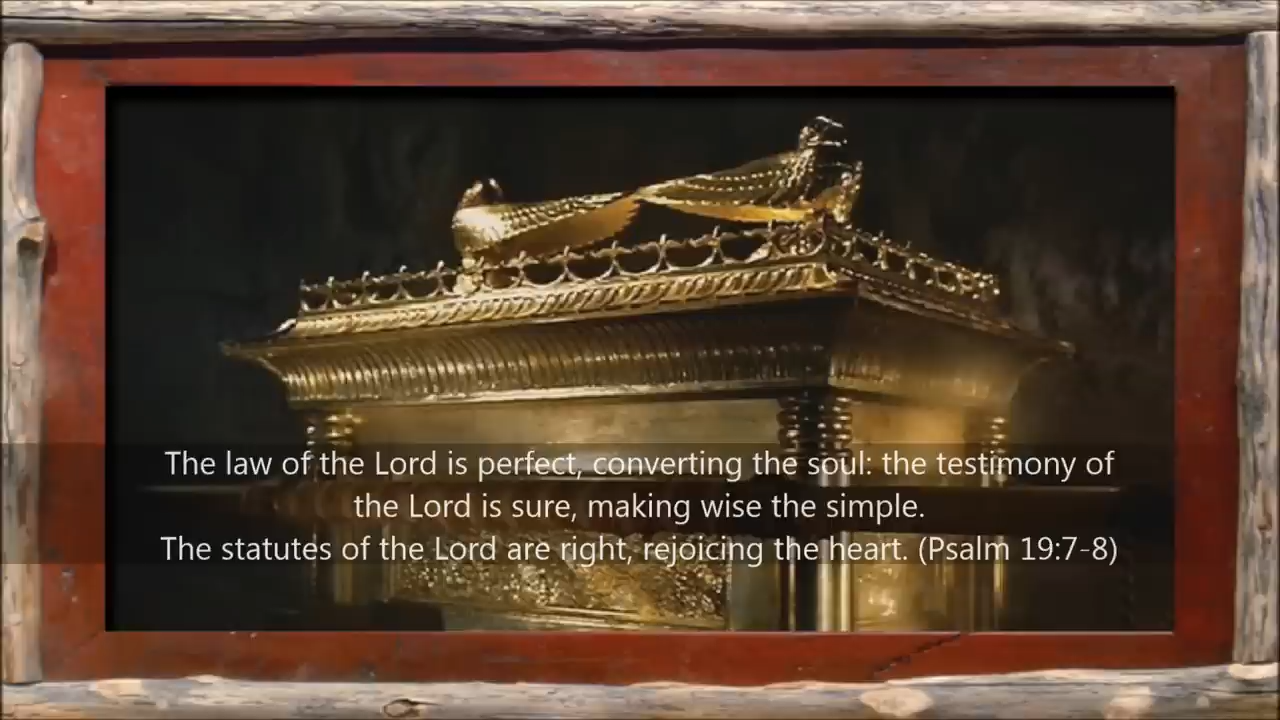 The law of the Lord is perfect, converting the soul: the testimony of
the Lord is sure, making wise the simple.
The statutes of the Lord are right, rejoicing the heart. (Psalm 19:7-8)